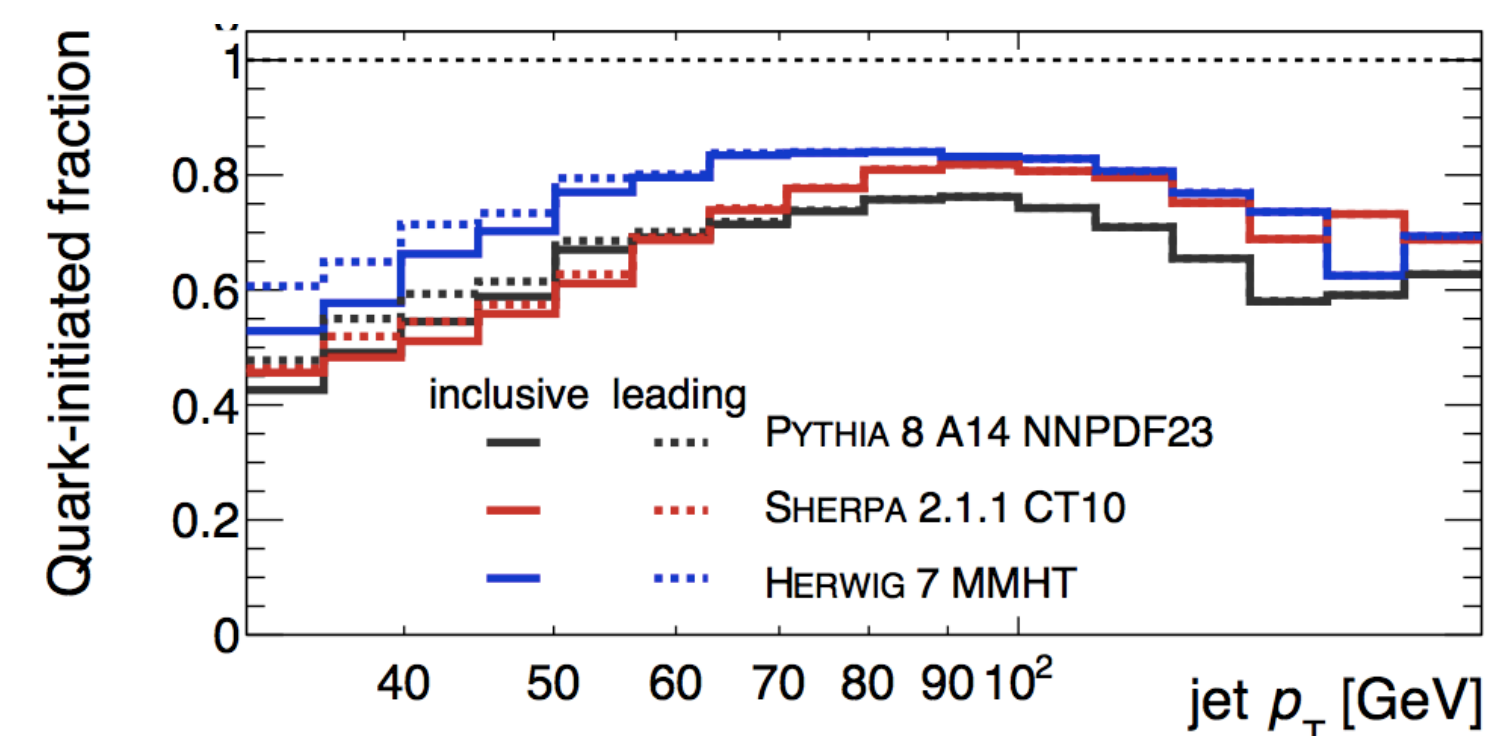 Quark-initiated fraction
1
0.8
0.6
0.4
0.2
0
inclusive leading
PYTHIA 8 A14 NNPDF23
SHERPA 2.1.1 CT10
HERWIG 7 MMHT
40 50 60 70 80 90 10²
jet p_T [GeV]